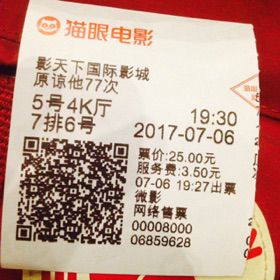 猫眼电影
影天下国际影城
原谅他77次
5号4K厅 19:30
7排6号 2017-07-06
票价:25.00元
服务费:3.50元
07-06 19:27出票
微影
网络售票
00008000
06859628